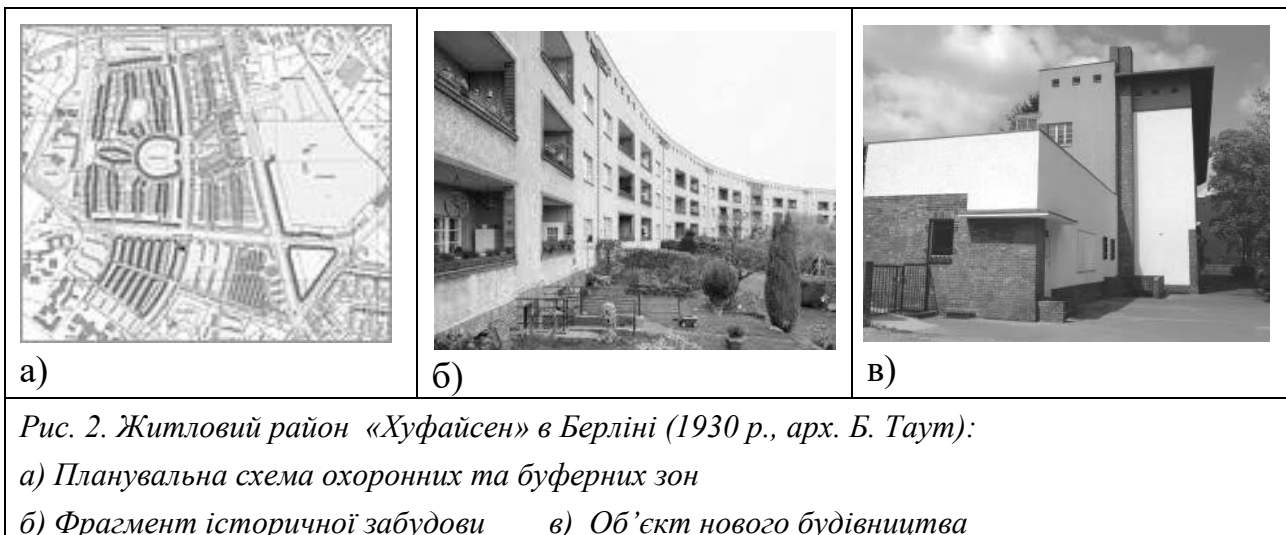 а)
б)
в)
Рис. 2. Житловий район «Хуфайсен» в Берліні (1930 р., арх. Б. Таут):
а) Планувальна схема охоронних та буферних зон
б) Фрагмент історичної забудови в) Об’єкт нового будівництва